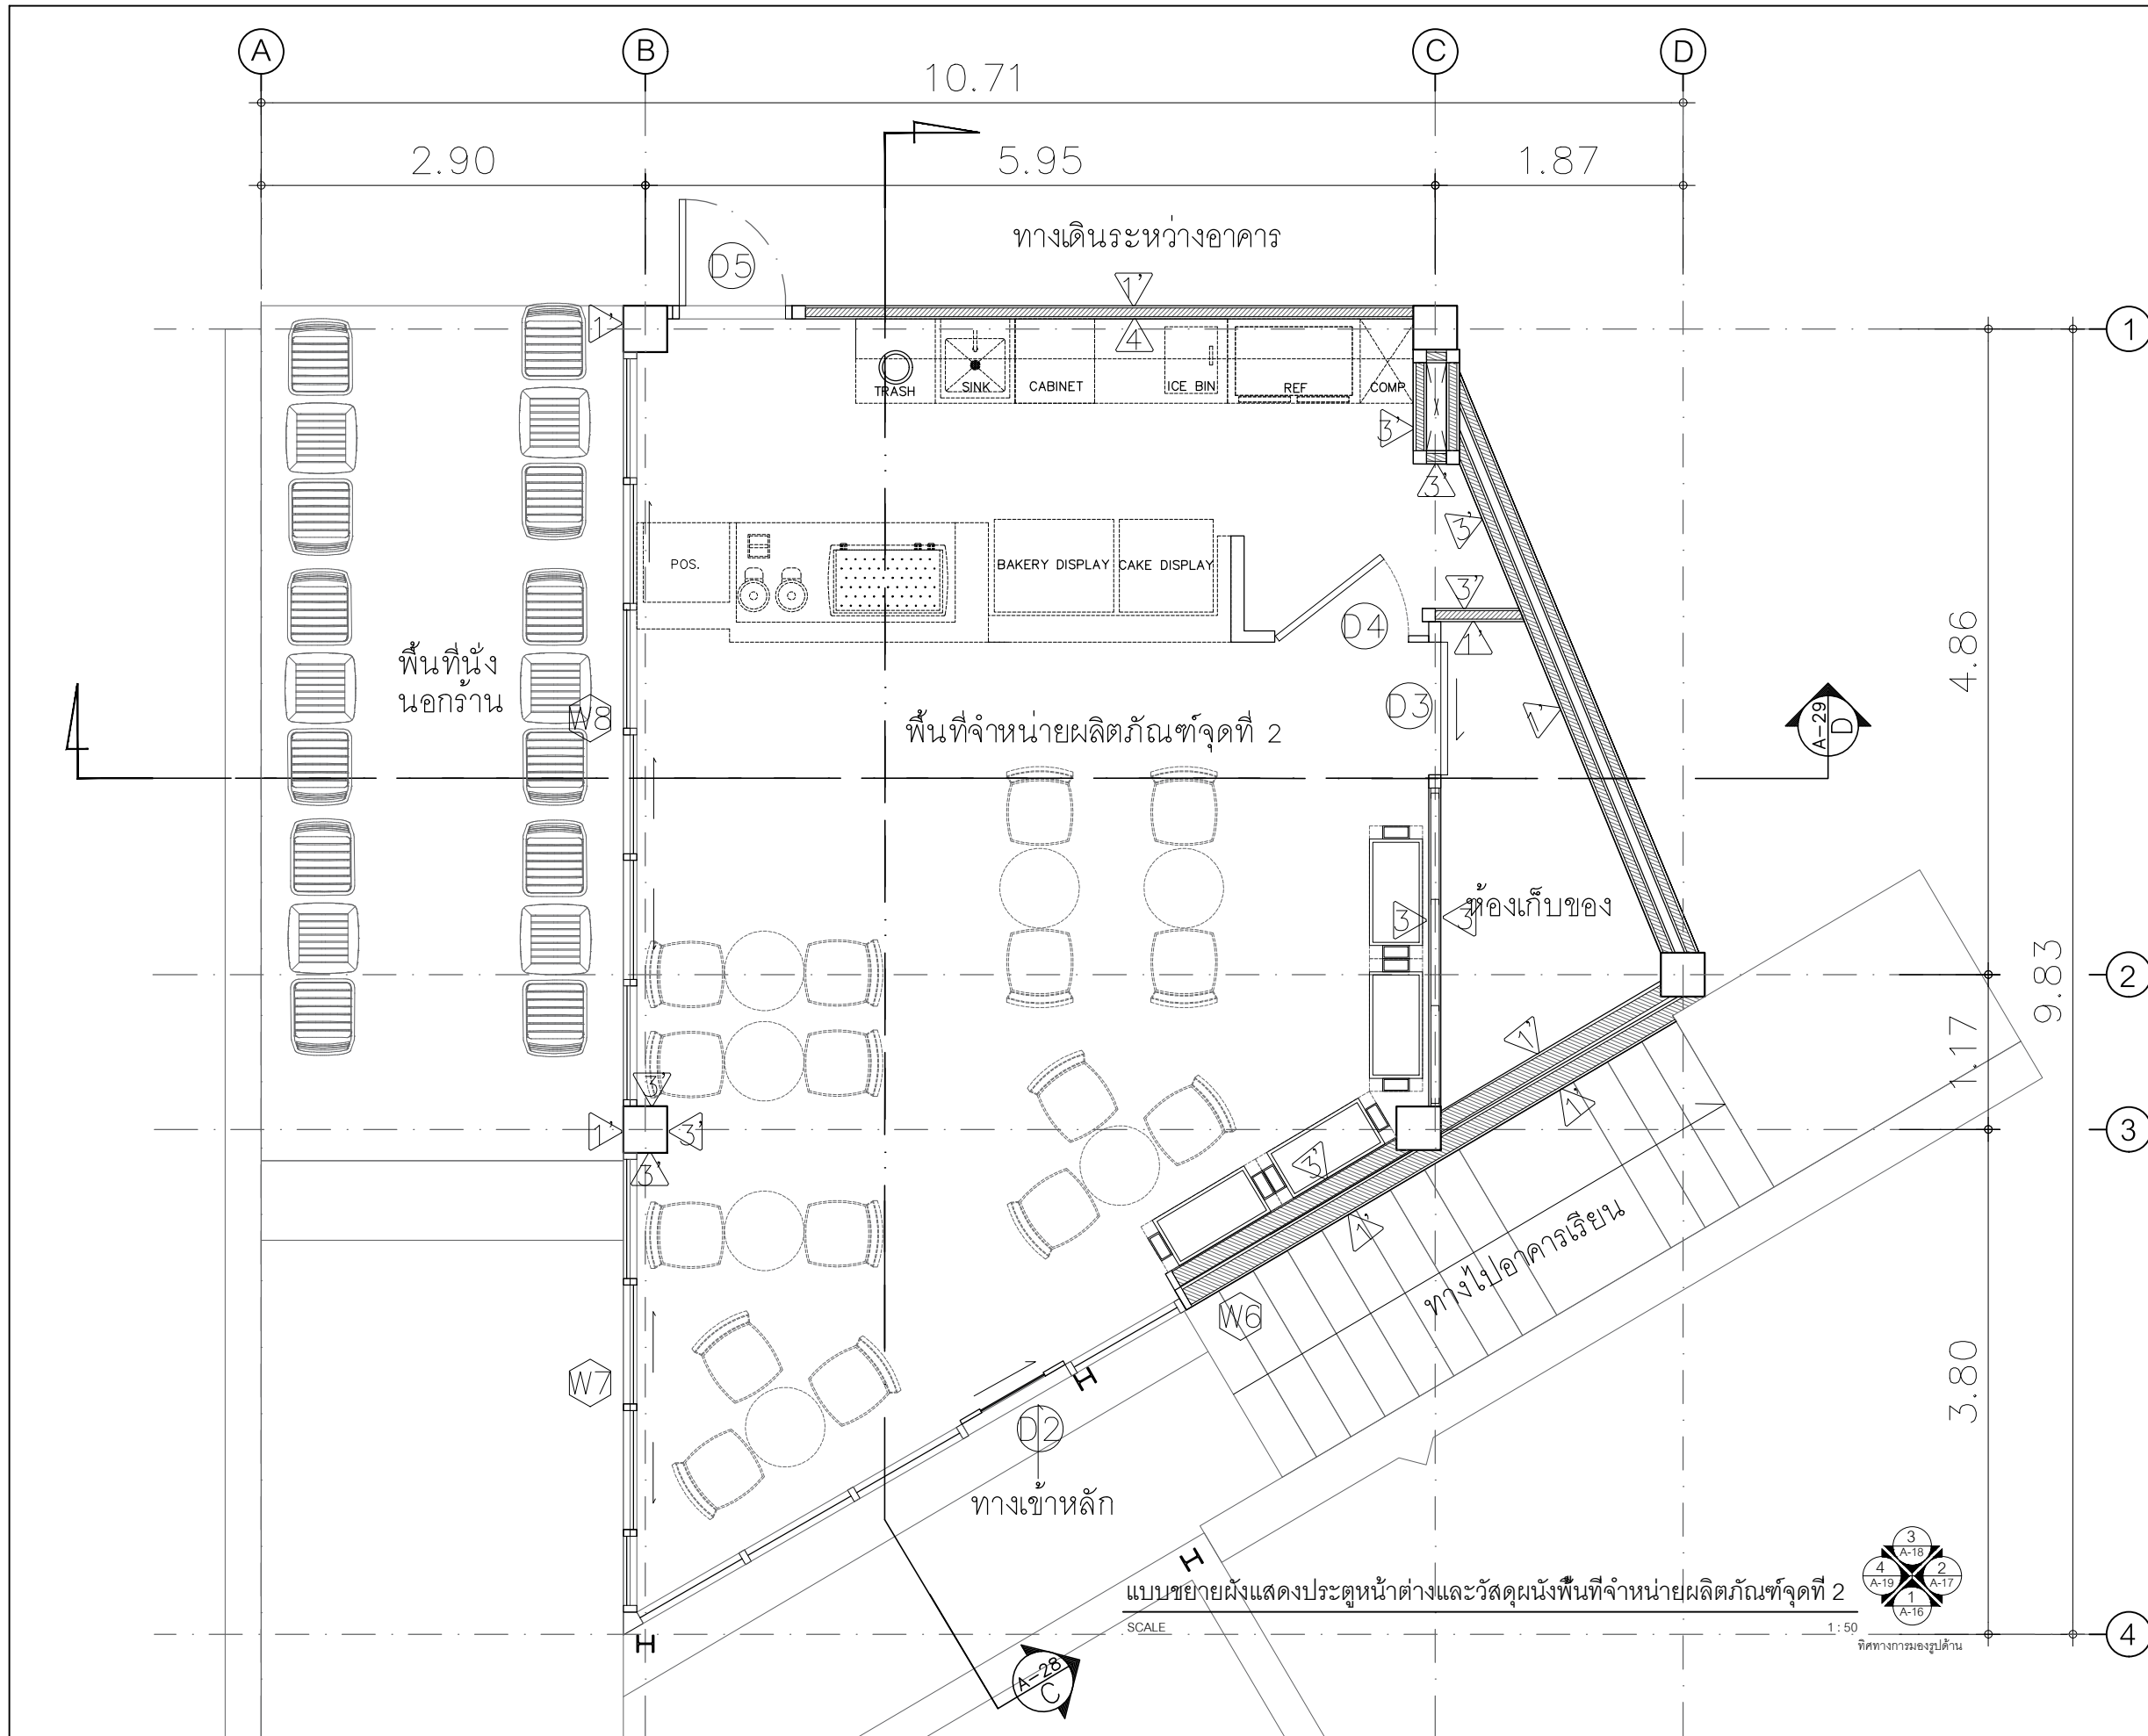 A
B
C
D
10.71
2.90
5.95
1.87
ทางเดินระหว่างอาคาร
D5
1'
1'
4
1
TRASH
SINK
CABINET
ICE BIN
REF
COMP.
3'
3'
3'
POS.
BAKERY DISPLAY
CAKE DISPLAY
3'
D4
1'
4.86
พื้นที่นั่ง
นอกร้าน
W8
D3
1'
พื้นที่จำหน่ายผลิตภัณฑ์จุดที่ 2
A-29
D
3
3
ห้องเก็บของ
9.83
2
1'
1.17
3'
1'
3'
3'
1'
3
3'
1'
ทางไปอาคารเรียน
W6
W7
3.80
D2
ทางเข้าหลัก
แบบขยายผังแสดงประตูหน้าต่างและวัสดุผนังพื้นที่จำหน่ายผลิตภัณฑ์จุดที่ 2
SCALE
1:50
3
A-18
4
A-19
2
A-17
1
A-16
ทิศทางการมองรูปด้าน
4
A-28
C